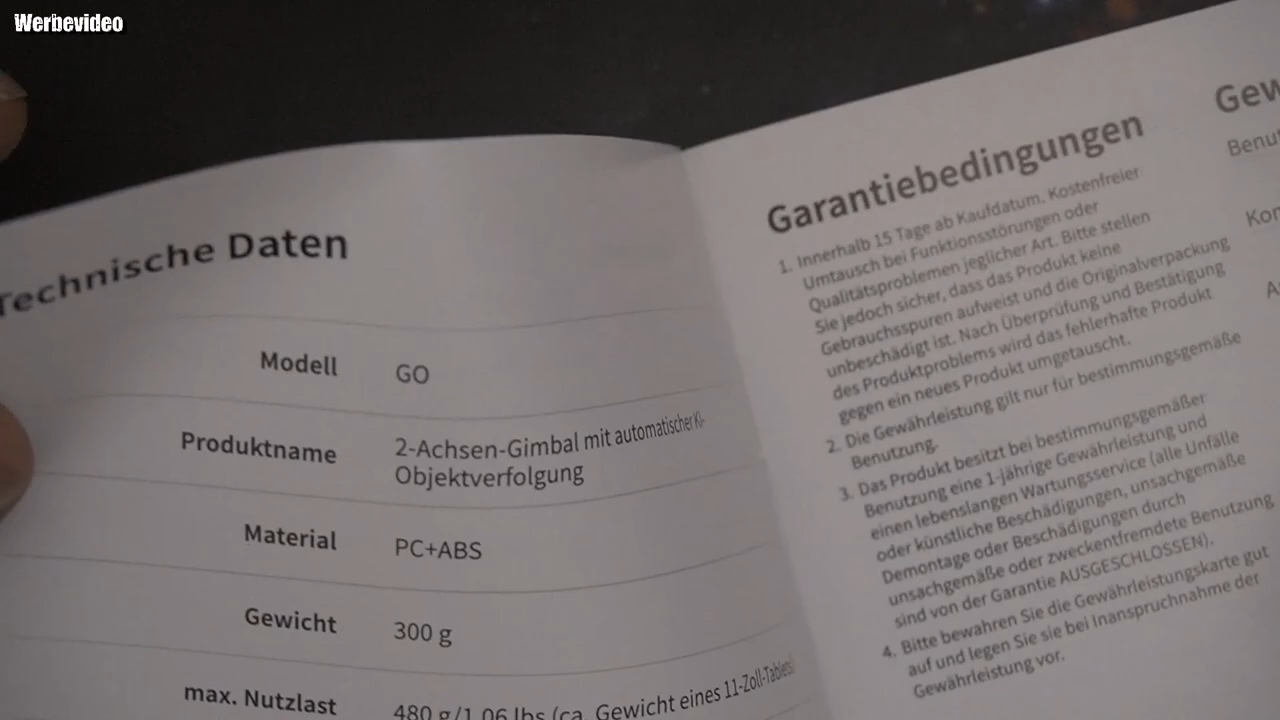 Werbevideo
Technische Daten
Modell GO
Produktname 2-Achsen-Gimbal mit automatischer KI-
Objektverfolgung
Material PC+ABS
Gewicht 300 g
max. Nutzlast 480 g/1.06 lbs (ca. Gewicht eines 11-Zoll-Tablets)
Garantiebedingungen
1. Innerhalb 15 Tage ab Kaufdatum. Kostenfreier
Umtausch bei Funktionsstörungen oder
Qualitätsproblemen jeglicher Art. Bitte stellen
Sie jedoch sicher, dass das Produkt keine
Gebrauchsspuren aufweist und die Originalverpackung
unbeschädigt ist. Nach Überprüfung und Bestätigung
des Produktproblems wird das fehlerhafte Produkt
gegen ein neues Produkt umgetauscht.
2. Die Gewährleistung gilt nur für bestimmungsgemäße
Benutzung.
3. Das Produkt besitzt bei bestimmungsgemäßer
Benutzung eine 1-jährige Gewährleistung und
einen lebenslangen Wartungsservice (alle Unfälle
oder künstliche Beschädigungen, unsachgemäße
Demontage oder Beschädigungen durch
unsachgemäße oder zweckentfremdete Benutzung,
sind von der Garantie AUSGESCHLOSSEN).
4. Bitte bewahren Sie die Gewährleistungskarte gut
auf und legen Sie sie bei Inanspruchnahme der
Gewährleistung vor.
Gew
Benu
Kon